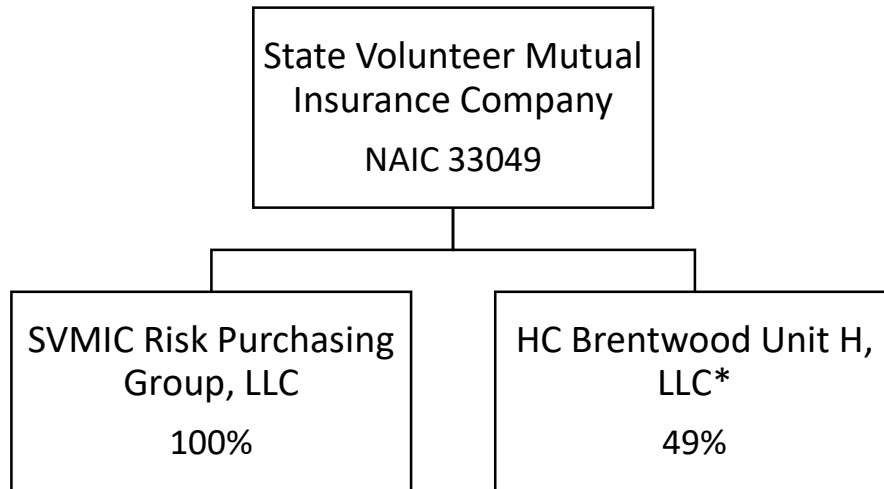 State Volunteer Mutual
Insurance Company
NAIC 33049
SVMIC Risk Purchasing
Group, LLC
100%
HC Brentwood Unit H,
LLC*
49%